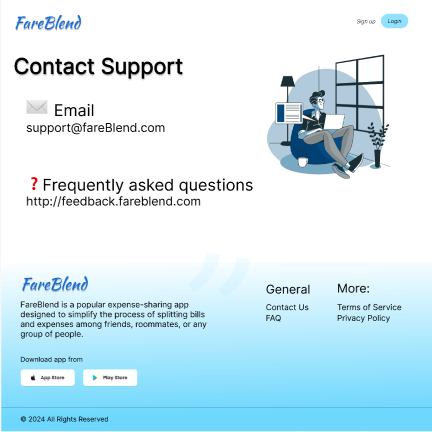 FareBlend
Sign up
Login
Contact Support
Email
support@fareBlend.com
? Frequently asked questions
http://feedback.fareblend.com
FareBlend
FareBlend is a popular expense-sharing app
designed to simplify the process of splitting bills
and expenses among friends, roommates, or any
group of people.
Download app from
App Store
Play Store
General
Contact Us
FAQ
More:
Terms of Service
Privacy Policy
© 2024 All Rights Reserved